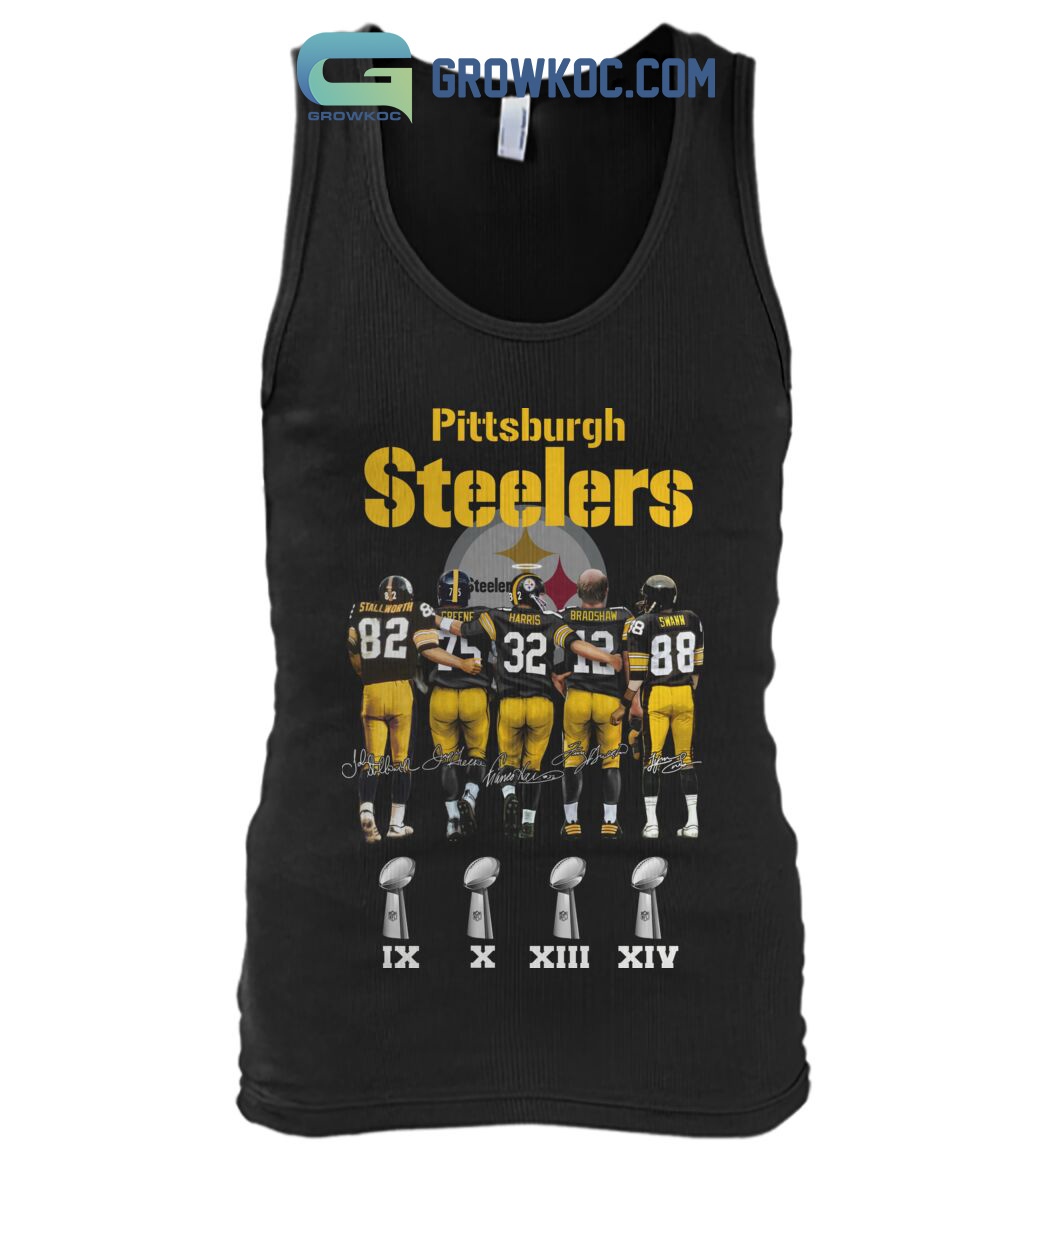 GROWKOC.COM
GROWKOC
Pittsburgh
Steelers
Steelers
STALLWORTH
82
GREENE
75
HARRIS
32
BRADSHAW
12
SWANN
88
IX X XIII XIV